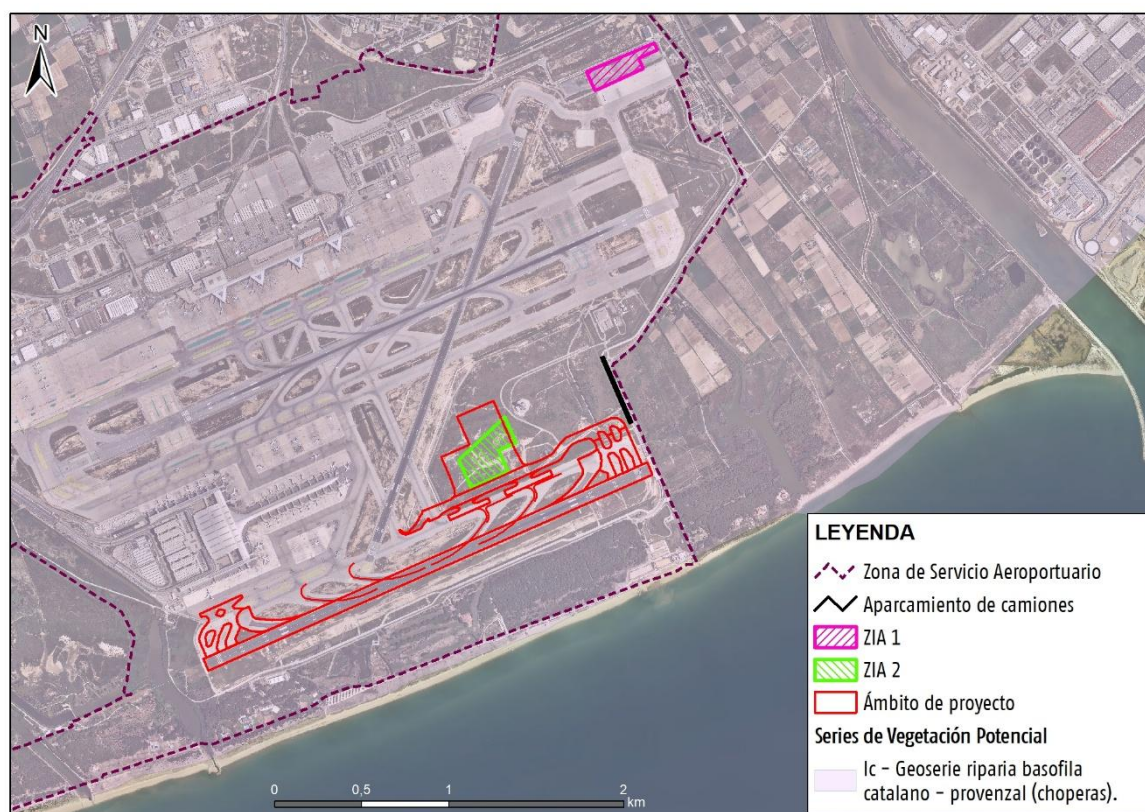 N
LEYENDA
Zona de Servicio Aeroportuario
Aparcamiento de camiones
ZIA 1
ZIA 2
Ámbito de proyecto
Series de Vegetación Potencial
Ic - Geoserie riparia basofila
catalano - provenzal (choperas).
0 0,5 1 2
km